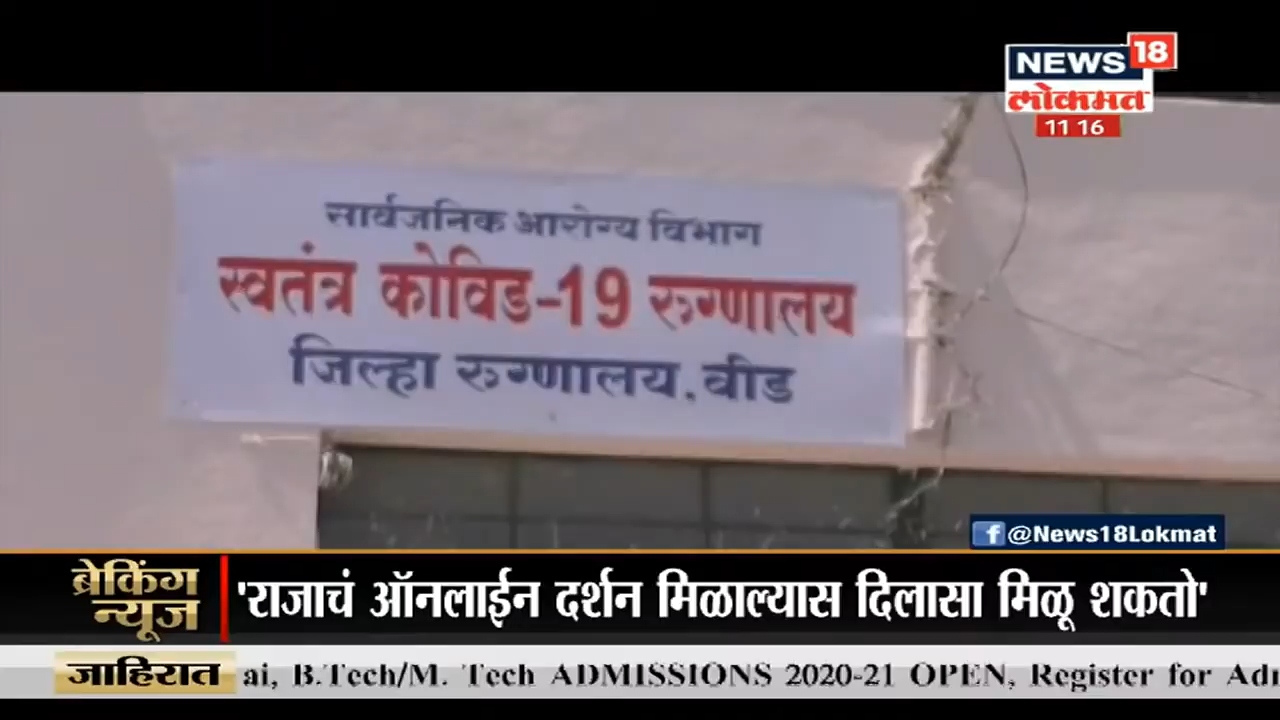 NEWS 18
लोकमत
11 16
सार्वजनिक आरोग्य विभाग
स्वतंत्र कोविड-19 रुग्णालय
जिल्हा रुग्णालय, बीड
@News18Lokmat
ब्रेकिंग न्यूज
'राजाचं ऑनलाईन दर्शन मिळाल्यास दिलासा मिळू शकतो'
जाहिरात
ai, B.Tech/M. Tech ADMISSIONS 2020-21 OPEN, Register for Adm